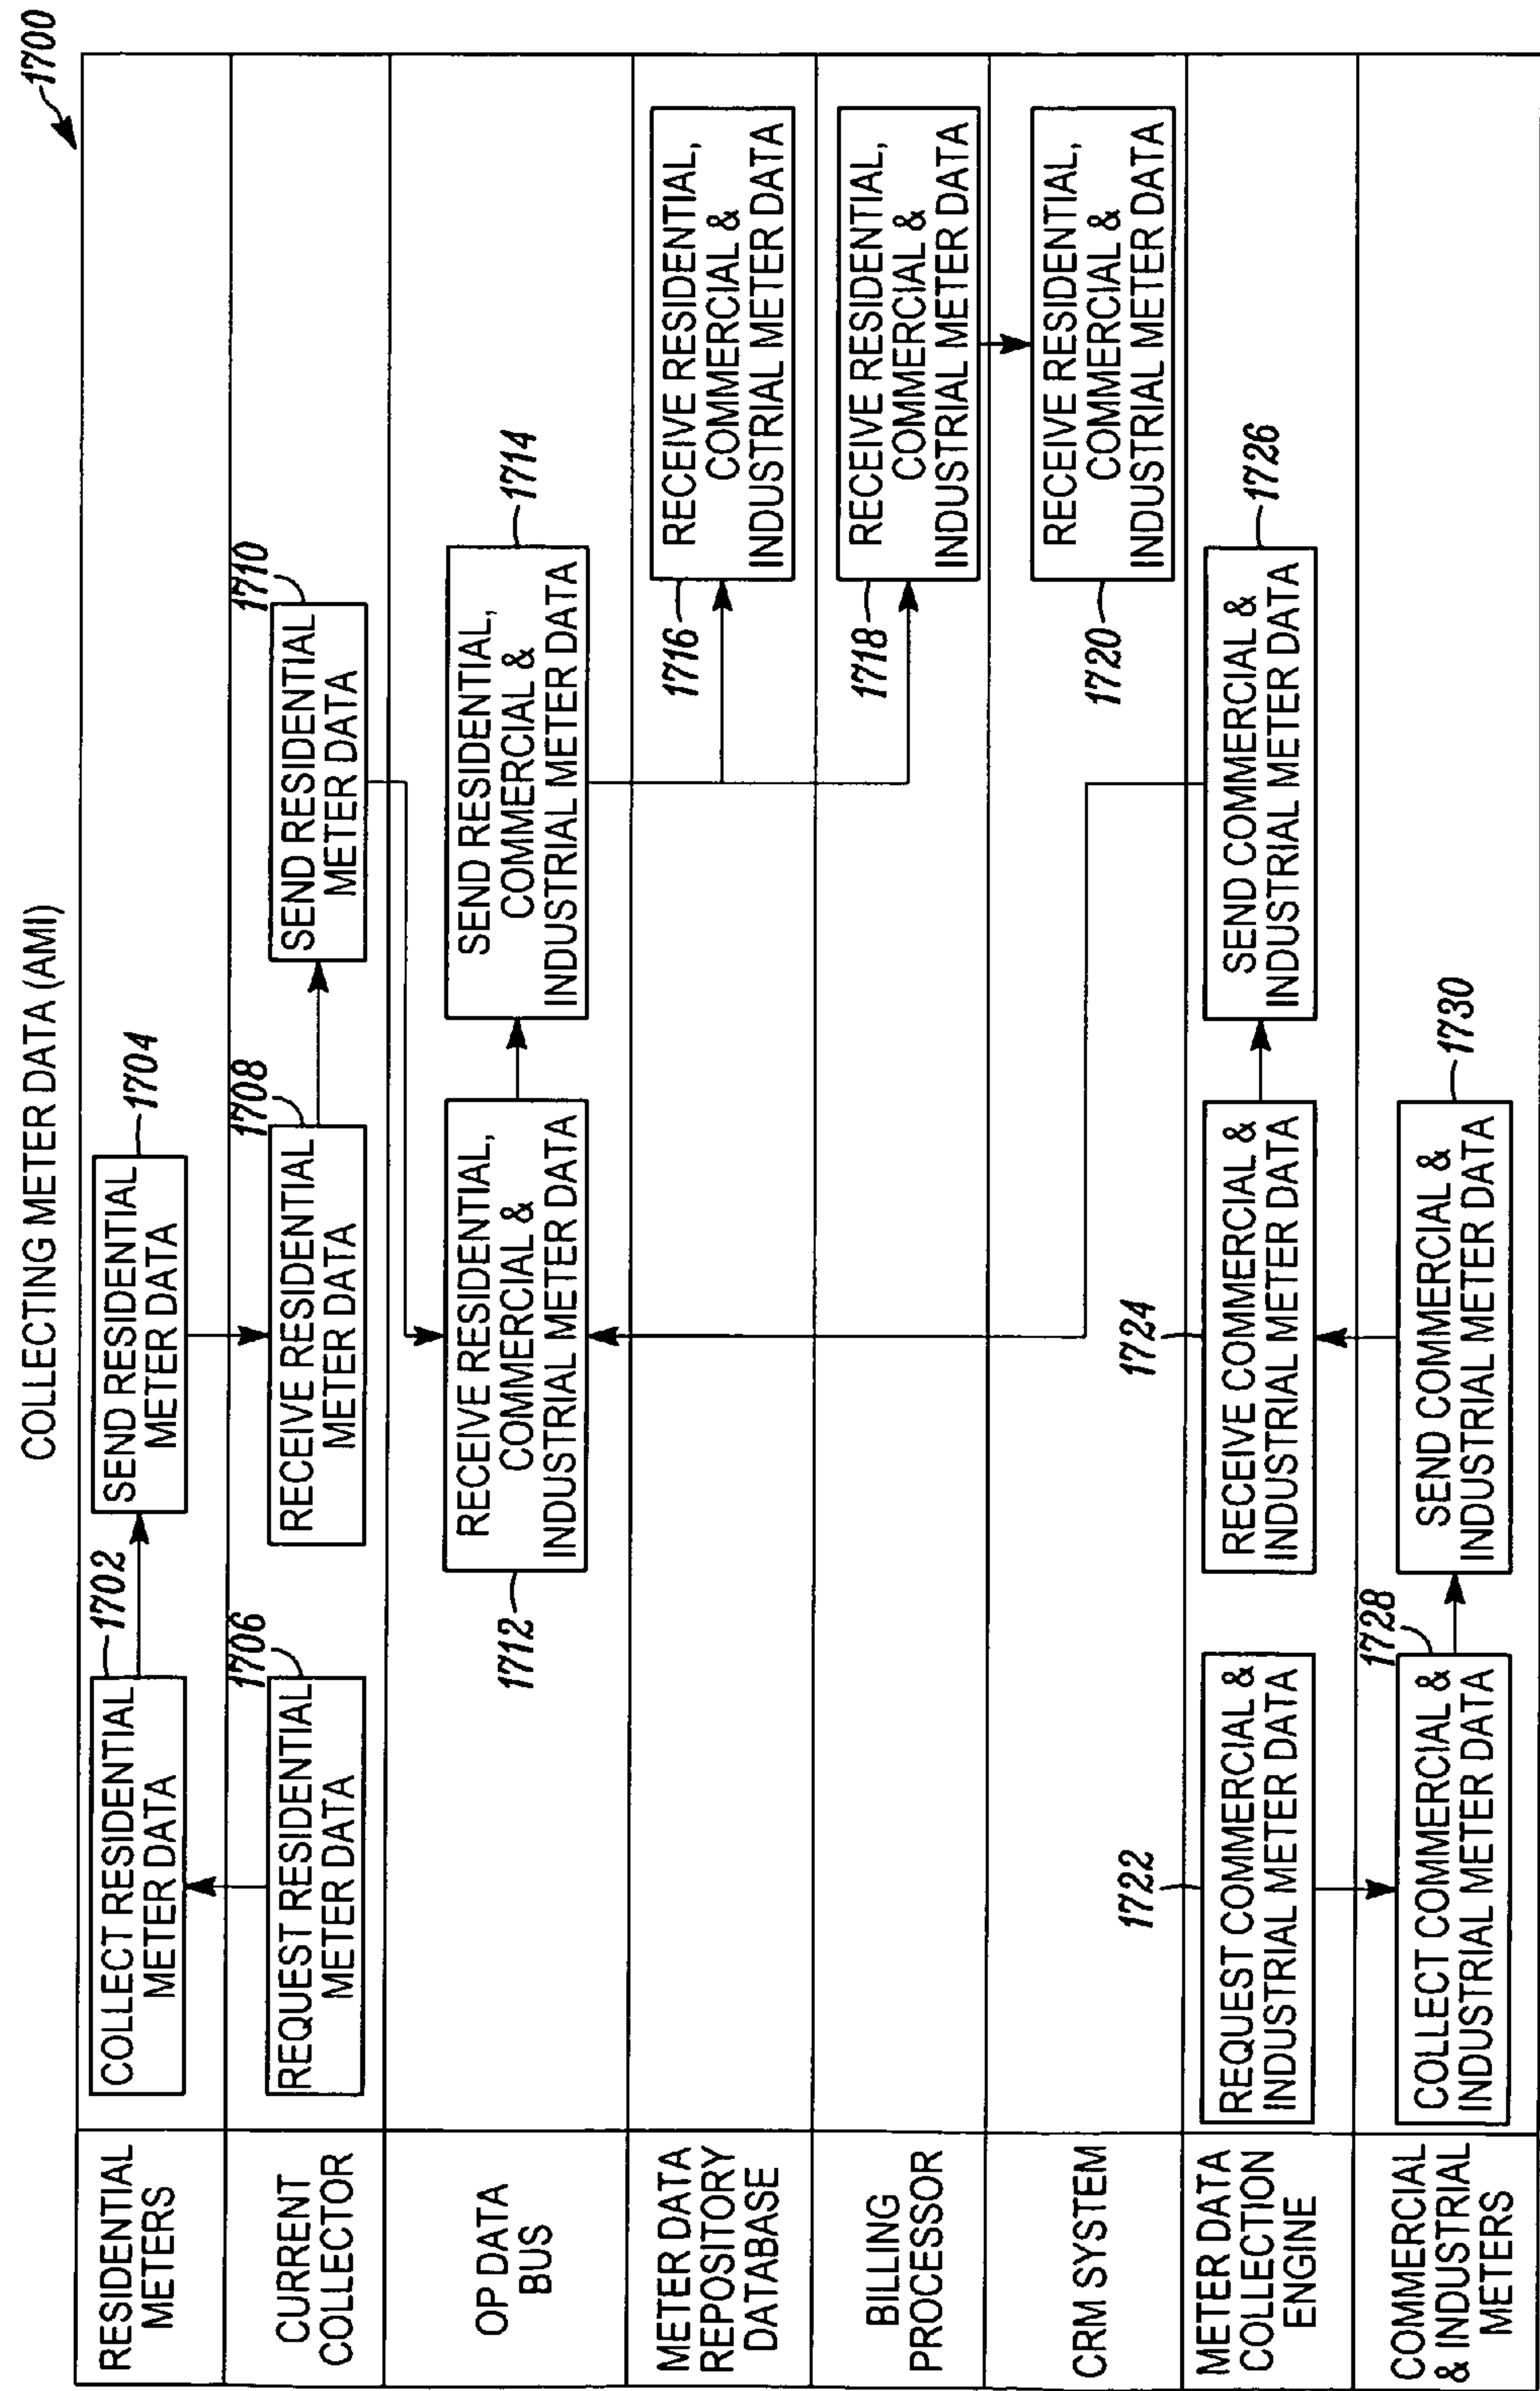 COLLECTING METER DATA (AMI)
1700
RESIDENTIAL
METERS
COLLECT RESIDENTIAL
METER DATA
1702
SEND RESIDENTIAL
METER DATA
1704
CURRENT
COLLECTOR
REQUEST RESIDENTIAL
METER DATA
1706
RECEIVE RESIDENTIAL
METER DATA
1708
SEND RESIDENTIAL
METER DATA
1710
OP DATA
BUS
1712
RECEIVE RESIDENTIAL,
COMMERCIAL &
INDUSTRIAL METER DATA
SEND RESIDENTIAL,
COMMERCIAL &
INDUSTRIAL METER DATA
1714
METER DATA
REPOSITORY
DATABASE
1716
RECEIVE RESIDENTIAL,
COMMERCIAL &
INDUSTRIAL METER DATA
BILLING
PROCESSOR
1718
RECEIVE RESIDENTIAL,
COMMERCIAL &
INDUSTRIAL METER DATA
CRM SYSTEM
1720
RECEIVE RESIDENTIAL,
COMMERCIAL &
INDUSTRIAL METER DATA
METER DATA
COLLECTION
ENGINE
1722
REQUEST COMMERCIAL &
INDUSTRIAL METER DATA
1724
RECEIVE COMMERCIAL &
INDUSTRIAL METER DATA
SEND COMMERCIAL &
INDUSTRIAL METER DATA
1726
COMMERCIAL
& INDUSTRIAL
METERS
COLLECT COMMERCIAL &
INDUSTRIAL METER DATA
1728
SEND COMMERCIAL &
INDUSTRIAL METER DATA
1730